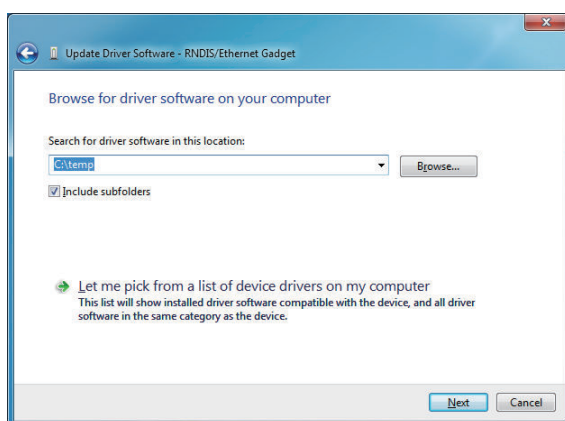 Update Driver Software - RNDIS/Ethernet Gadget
Browse for driver software on your computer
Search for driver software in this location:
C:\temp
Browse...
Include subfolders
Let me pick from a list of device drivers on my computer
This list will show installed driver software compatible with the device, and all driver
software in the same category as the device.
Next
Cancel